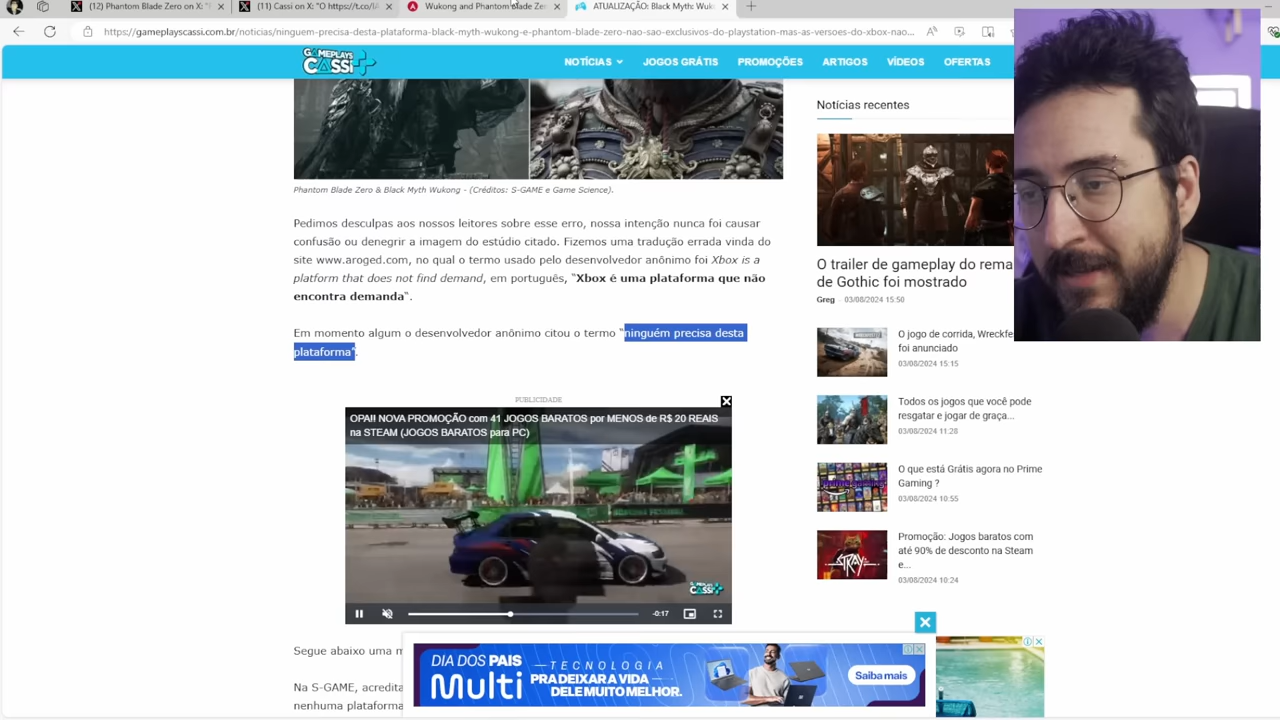 (12) Phantom Blade Zero on X: "F
(11) Cassi on X: "O https://t.co/IA
Wukong and Phantom Blade Zer
ATUALIZAÇÃO: Black Myth: Wuk
https://gameplayscassi.com.br/noticias/ninguem-precisa-desta-plataforma-black-myth-wukong-e-phantom-blade-zero-nao-sao-exclusivos-do-playstation-mas-as-versoes-do-xbox-nao...
GAMEPLAYS
CASSI
NOTÍCIAS
JOGOS GRÁTIS
PROMOÇÕES
ARTIGOS
VÍDEOS
OFERTAS
Phantom Blade Zero & Black Myth Wukong - (Créditos: S-GAME e Game Science).
Pedimos desculpas aos nossos leitores sobre esse erro, nossa intenção nunca foi causar
confusão ou denegrir a imagem do estúdio citado. Fizemos uma tradução errada vinda do
site www.aroged.com, no qual o termo usado pelo desenvolvedor anônimo foi Xbox is a
platform that does not find demand, em português, "Xbox é uma plataforma que não
encontra demanda".
Em momento algum o desenvolvedor anônimo citou o termo "ninguém precisa desta
plataforma".
PUBLICIDADE
OPA!! NOVA PROMOÇÃO com 41 JOGOS BARATOS por MENOS de R$ 20 REAIS
na STEAM (JOGOS BARATOS para PC)
GAMEPLAYS
CASSI
-0:17
Segue abaixo uma m
Na S-GAME, acredita
nenhuma plataforma
DIA DOS PAIS
Multi
TECNOLOGIA
PRA DEIXAR A VIDA
DELE MUITO MELHOR.
Saiba mais
Notícias recentes
O trailer de gameplay do rema
de Gothic foi mostrado
Greg - 03/08/2024 15:50
O jogo de corrida, Wreckfe
foi anunciado
03/08/2024 15:15
Todos os jogos que você pode
resgatar e jogar de graça...
03/08/2024 11:28
prime gaming
O que está Grátis agora no Prime
Gaming ?
03/08/2024 10:55
STRAY
Promoção: Jogos baratos com
até 90% de desconto na Steam
e...
03/08/2024 10:24